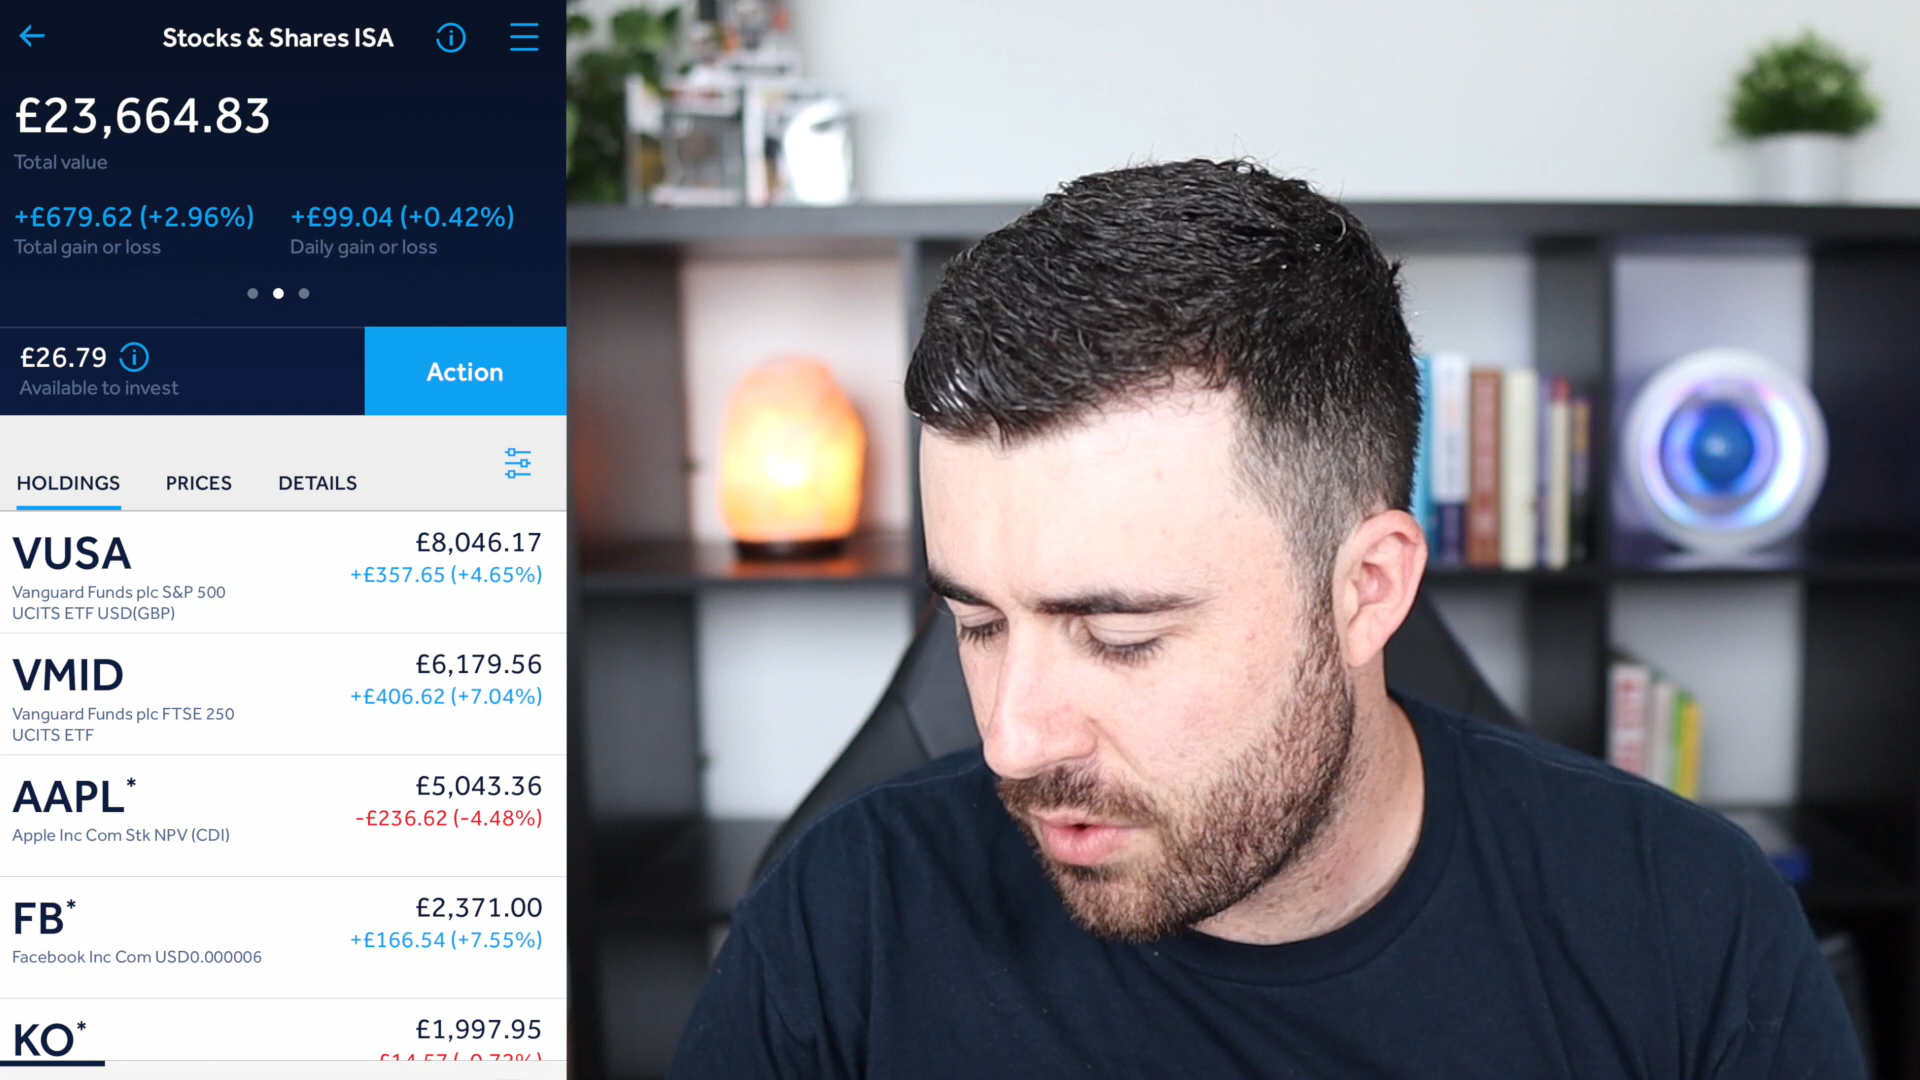 Stocks & Shares ISA
£23,664.83
Total value
+£679.62 (+2.96%) +£99.04 (+0.42%)
Total gain or loss Daily gain or loss
£26.79
Available to invest
Action
HOLDINGS PRICES DETAILS
VUSA £8,046.17
+£357.65 (+4.65%)
Vanguard Funds plc S&P 500
UCITS ETF USD(GBP)
VMID £6,179.56
+£406.62 (+7.04%)
Vanguard Funds plc FTSE 250
UCITS ETF
AAPL* £5,043.36
-£236.62 (-4.48%)
Apple Inc Com Stk NPV (CDI)
FB* £2,371.00
+£166.54 (+7.55%)
Facebook Inc Com USD0.000006
KO* £1,997.95